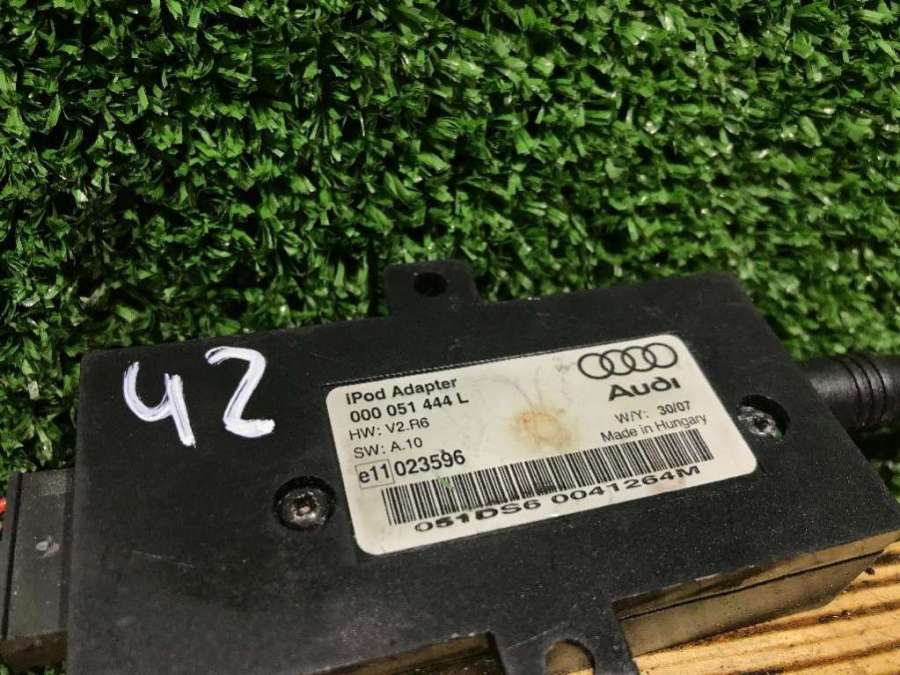 42
iPod Adapter
000 051 444 L
HW: V2.R6
SW: A.10
e11 023596
Audi
W/Y: 30/07
Made in Hungary
051DS6 0041264M